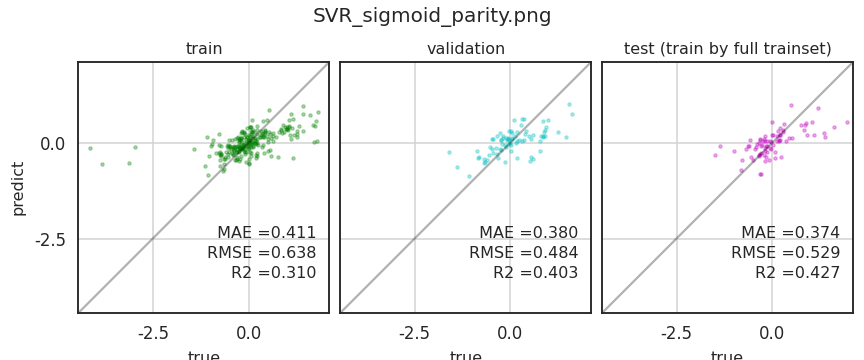 SVR_sigmoid_parity.png
train
validation
test (train by full trainset)
predict
0.0
-2.5
MAE =0.411
RMSE =0.638
R2 =0.310
MAE =0.380
RMSE =0.484
R2 =0.403
MAE =0.374
RMSE =0.529
R2 =0.427
-2.5 0.0
-2.5 0.0
-2.5 0.0
true
true
true